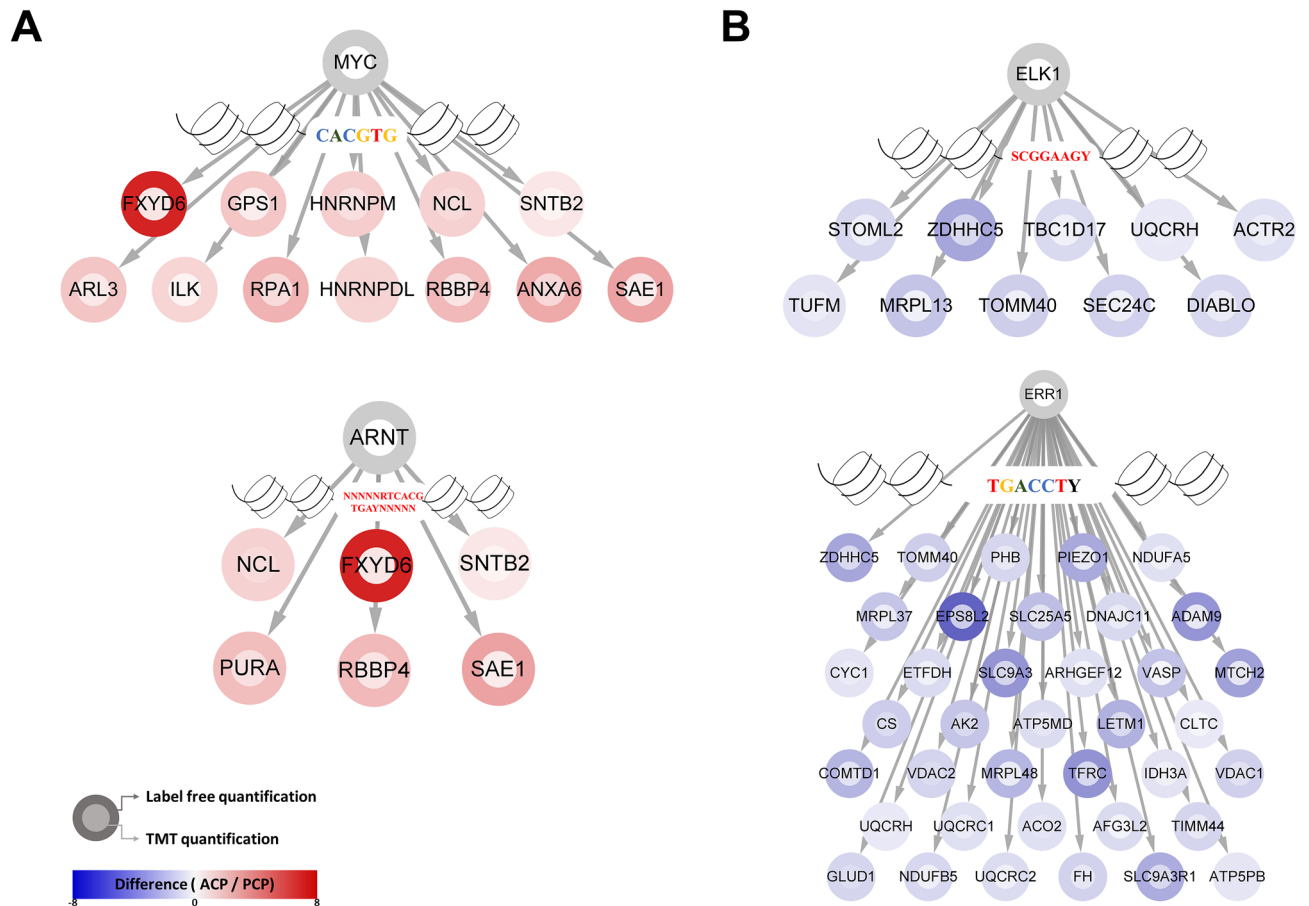 A
MYC
CACGTG
FXYD6 GPS1 HNRNPM NCL SNTB2
ARL3 ILK RPA1 HNRNPDL RBBP4 ANXA6 SAE1
ARNT
NNNNNRTCACG
TGAYNNNNN
NCL FXYD6 SNTB2
PURA RBBP4 SAE1
Label free quantification
TMT quantification
Difference ( ACP / PCP)
-8 0 8
B
ELK1
SCGGAAGY
STOML2 ZDHHC5 TBC1D17 UQCRH ACTR2
TUFM MRPL13 TOMM40 SEC24C DIABLO
ERR1
TGACCTY
ZDHHC5 TOMM40 PHB PIEZO1 NDUFA5
MRPL37 EPS8L2 SLC25A5 DNAJC11 ADAM9
CYC1 ETFDH SLC9A3 ARHGEF12 VASP MTCH2
CS AK2 ATP5MD LETM1 CLTC
COMTD1 VDAC2 MRPL48 TFRC IDH3A VDAC1
UQCRH UQCRC1 ACO2 AFG3L2 TIMM44
GLUD1 NDUFB5 UQCRC2 FH SLC9A3R1 ATP5PB